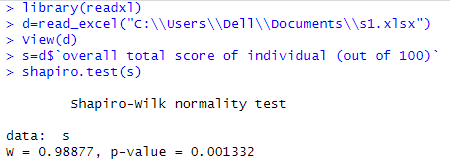 > library(readxl)
> d=read_excel("C:\\Users\\Dell\\Documents\\s1.xlsx")
> View(d)
> s=d$`overall total score of individual (out of 100)`
> shapiro.test(s)
Shapiro-Wilk normality test
data:  s
W = 0.98877, p-value = 0.001332